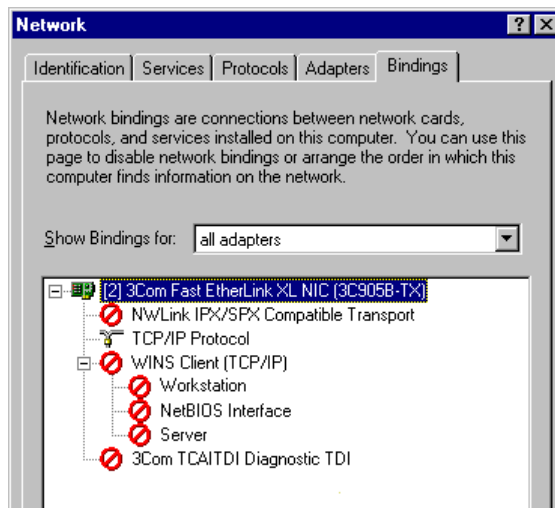 Network
Identification Services Protocols Adapters Bindings
Network bindings are connections between network cards,
protocols, and services installed on this computer. You can use this
page to disable network bindings or arrange the order in which this
computer finds information on the network.
Show Bindings for: all adapters
[2] 3Com Fast EtherLink XL NIC (3C905B-TX)
NWLink IPX/SPX Compatible Transport
TCP/IP Protocol
WINS Client (TCP/IP)
Workstation
NetBIOS Interface
Server
3Com TCAITDI Diagnostic TDI